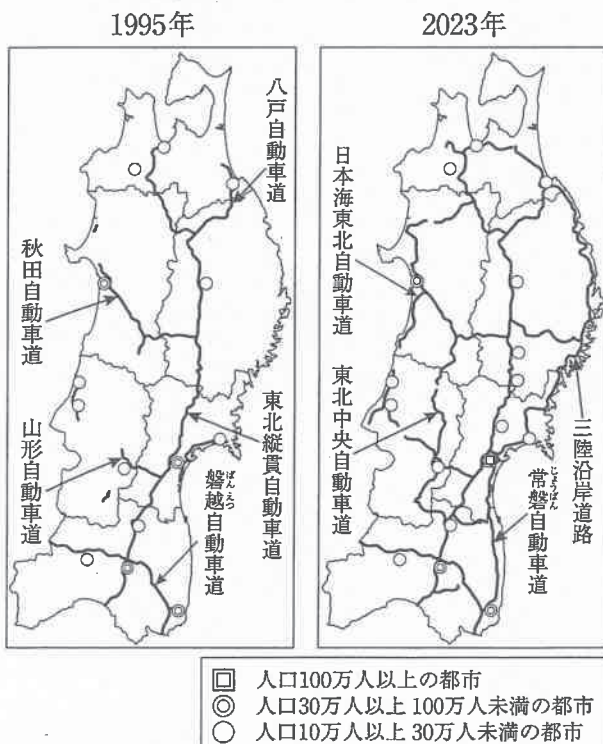 1995年
2023年
八戸自動車道
秋田自動車道
山形自動車道
東北縦貫自動車道
磐越自動車道
ばんえつ
日本海東北自動車道
東北中央自動車道
三陸沿岸道路
常磐自動車道
じょうばん
人口100万人以上の都市
人口30万人以上100万人未満の都市
人口10万人以上30万人未満の都市